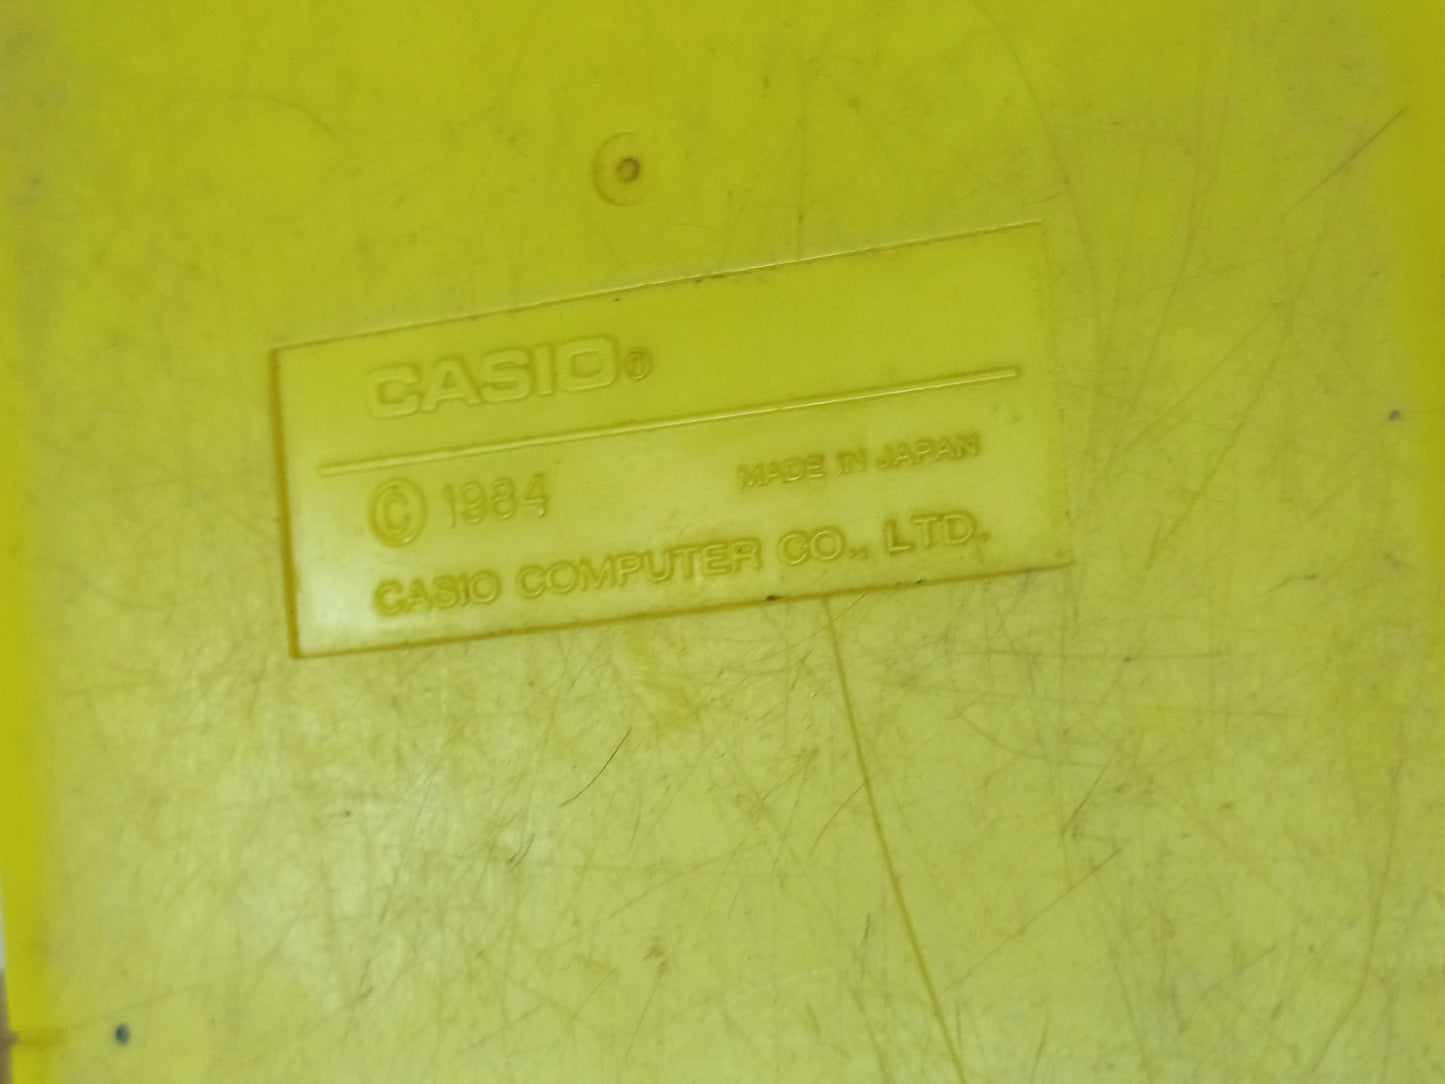 CASIO®
© 1984 MADE IN JAPAN
CASIO COMPUTER CO., LTD.